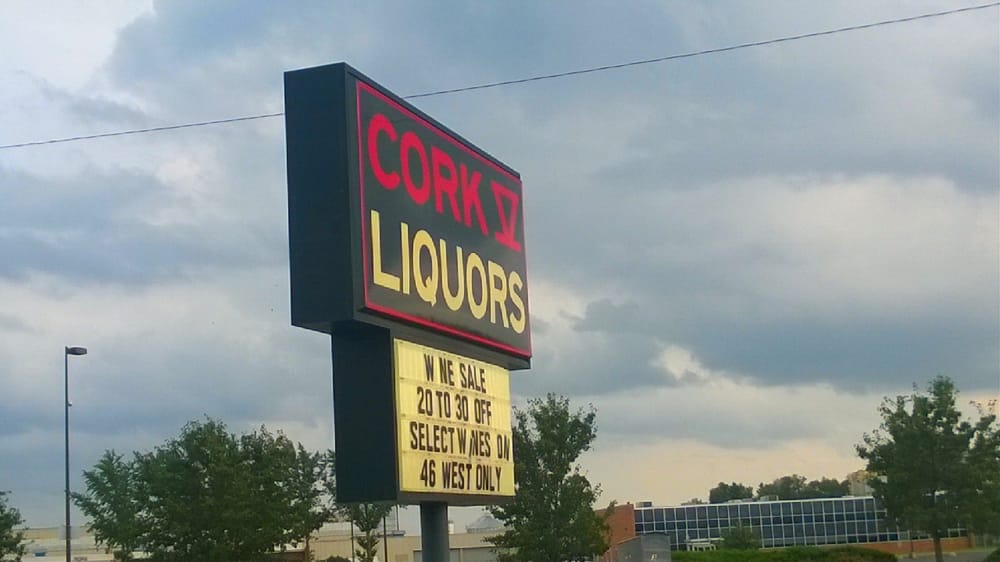 CORK V
LIQUORS
W NE SALE
20 TO 30 OFF
SELECT W/NES ON
46 WEST ONLY